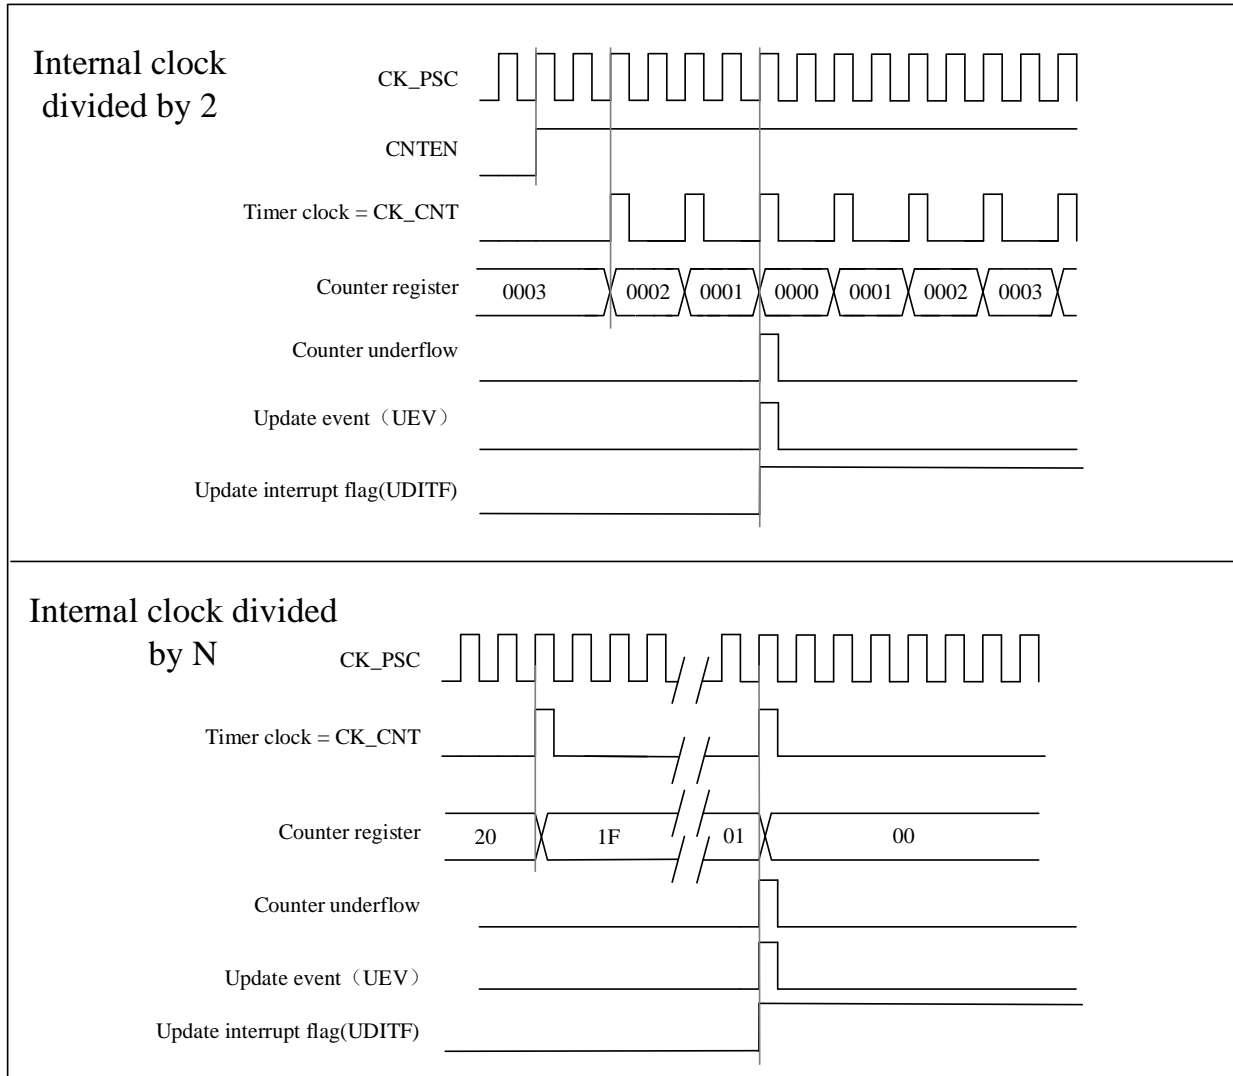 Internal clock
divided by 2
CK_PSC
CNTEN
Timer clock = CK_CNT
Counter register
0003 0002 0001 0000 0001 0002 0003
Counter underflow
Update event（UEV）
Update interrupt flag(UDITF)
Internal clock divided
by N
CK_PSC
Timer clock = CK_CNT
Counter register
20 1F 01 00
Counter underflow
Update event（UEV）
Update interrupt flag(UDITF)